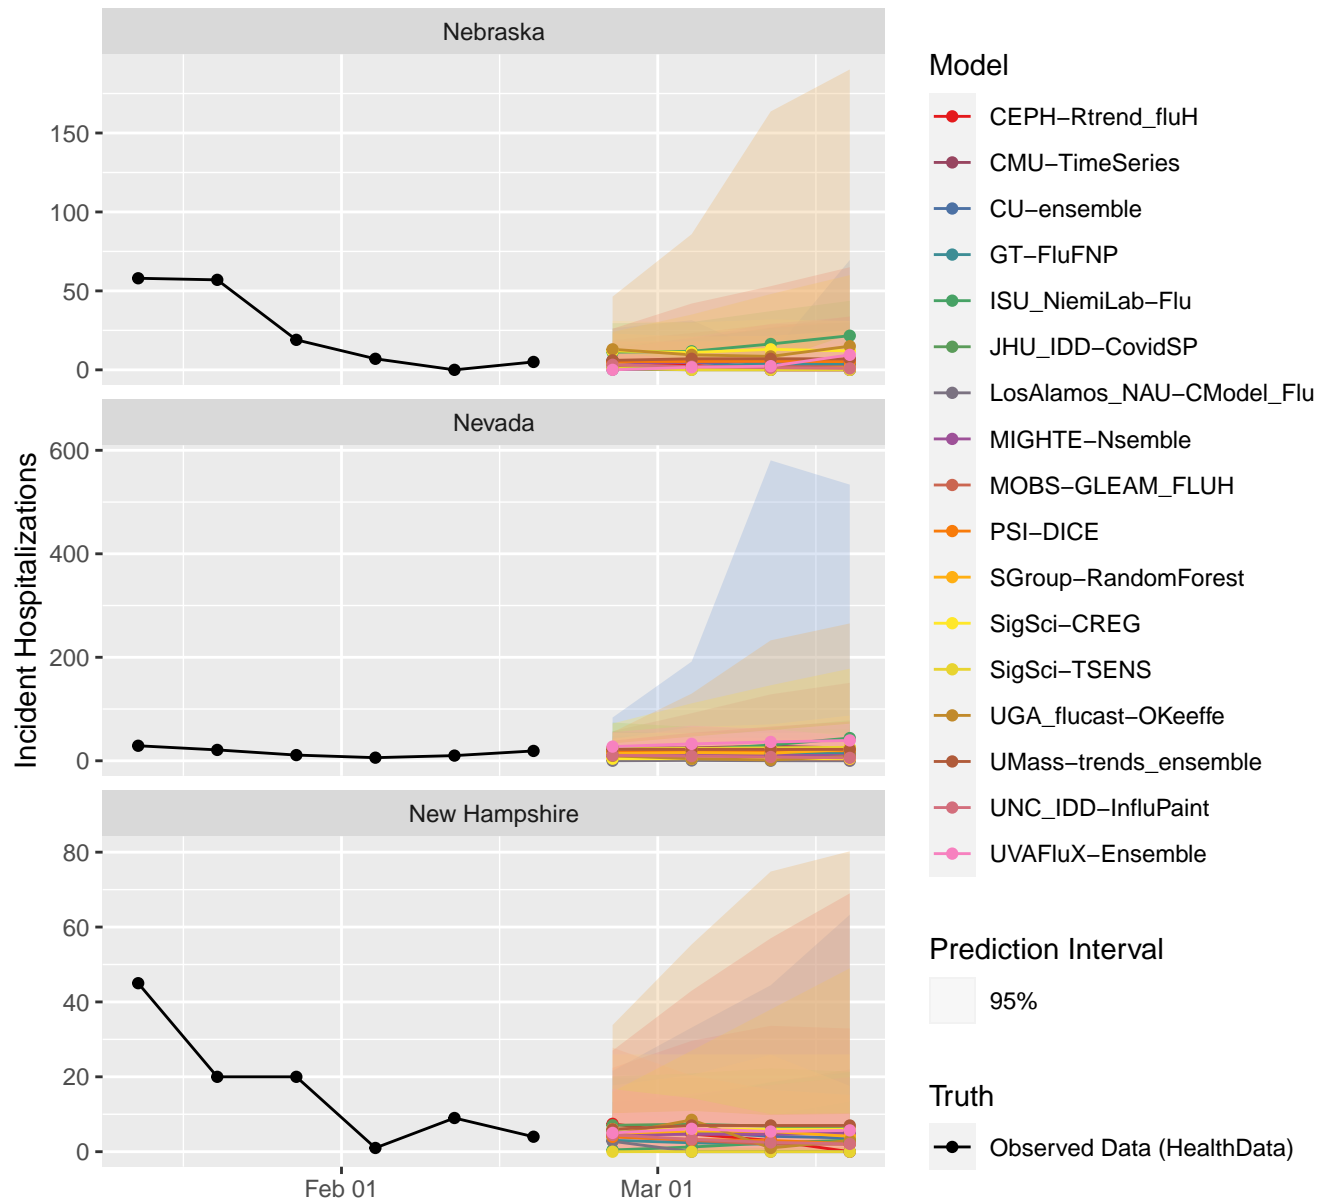 Nebraska
150
100
50
0
Nevada
600
400
200
0
New Hampshire
80
60
40
20
0
Feb 01
Mar 01
Incident Hospitalizations
Model
CEPH−Rtrend_fluH
CMU−TimeSeries
CU−ensemble
GT−FluFNP
ISU_NiemiLab−Flu
JHU_IDD−CovidSP
LosAlamos_NAU−CModel_Flu
MIGHTE−Nsemble
MOBS−GLEAM_FLUH
PSI−DICE
SGroup−RandomForest
SigSci−CREG
SigSci−TSENS
UGA_flucast−OKeeffe
UMass−trends_ensemble
UNC_IDD−InfluPaint
UVAFluX−Ensemble
Prediction Interval
95%
Truth
Observed Data (HealthData)